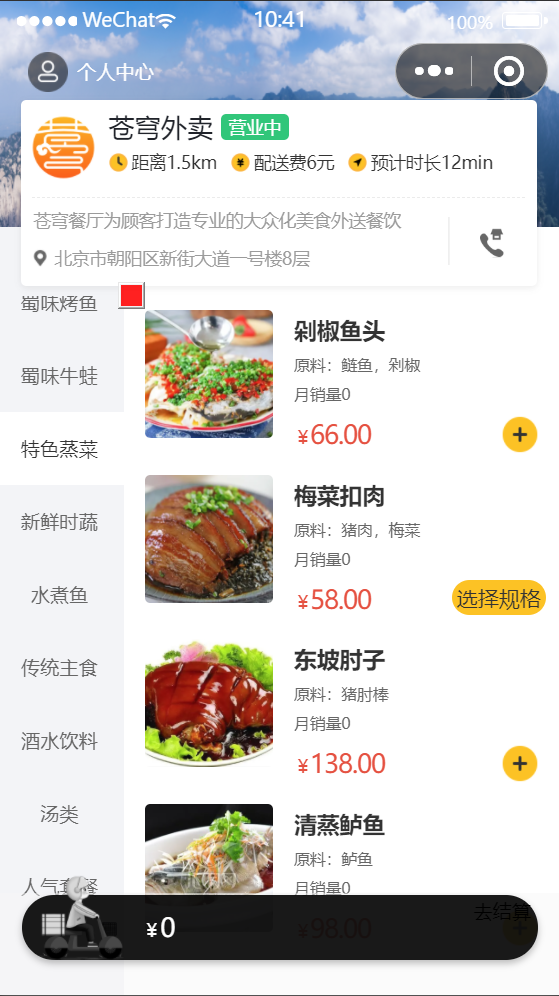 WeChat 10:41 100%
个人中心
苍穹外卖 营业中
距离1.5km 配送费6元 预计时长12min
苍穹餐厅为顾客打造专业的大众化美食外送餐饮
北京市朝阳区新街大道一号楼8层
蜀味烤鱼
蜀味牛蛙
特色蒸菜
新鲜时蔬
水煮鱼
传统主食
酒水饮料
汤类
人气套餐
剁椒鱼头
原料：鲢鱼，剁椒
月销量0
¥66.00
梅菜扣肉
原料：猪肉，梅菜
月销量0
¥58.00
选择规格
东坡肘子
原料：猪肘棒
月销量0
¥138.00
清蒸鲈鱼
原料：鲈鱼
月销量0
¥98.00
¥0
去结算